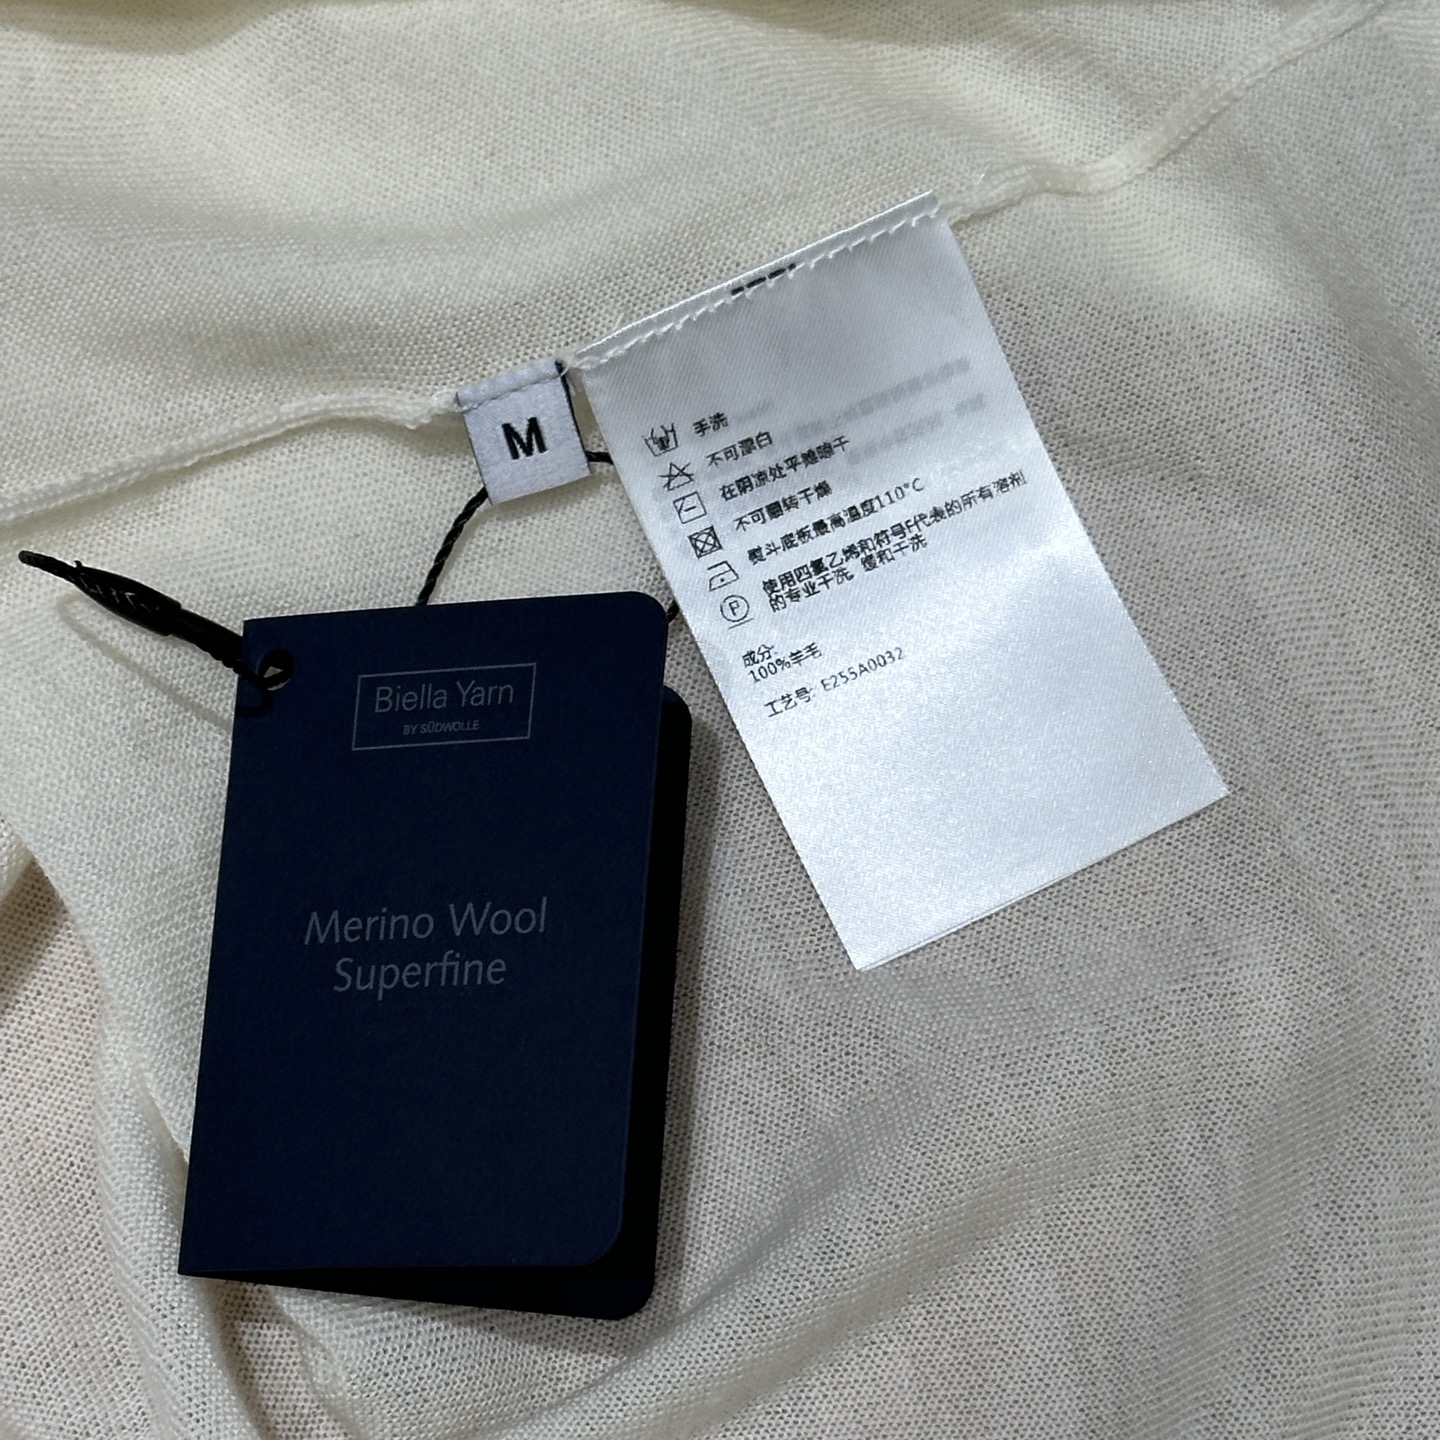 M
手洗
不可漂白
在阴凉处平摊晾干
不可翻转干燥
熨斗底板最高温度110°C
使用四氯乙烯和符号F代表的所有溶剂
的专业干洗 缓和干洗
P
成分:
100%羊毛
工艺号: E255A0032
Biella Yarn
BY SÜDWOLLE
Merino Wool
Superfine